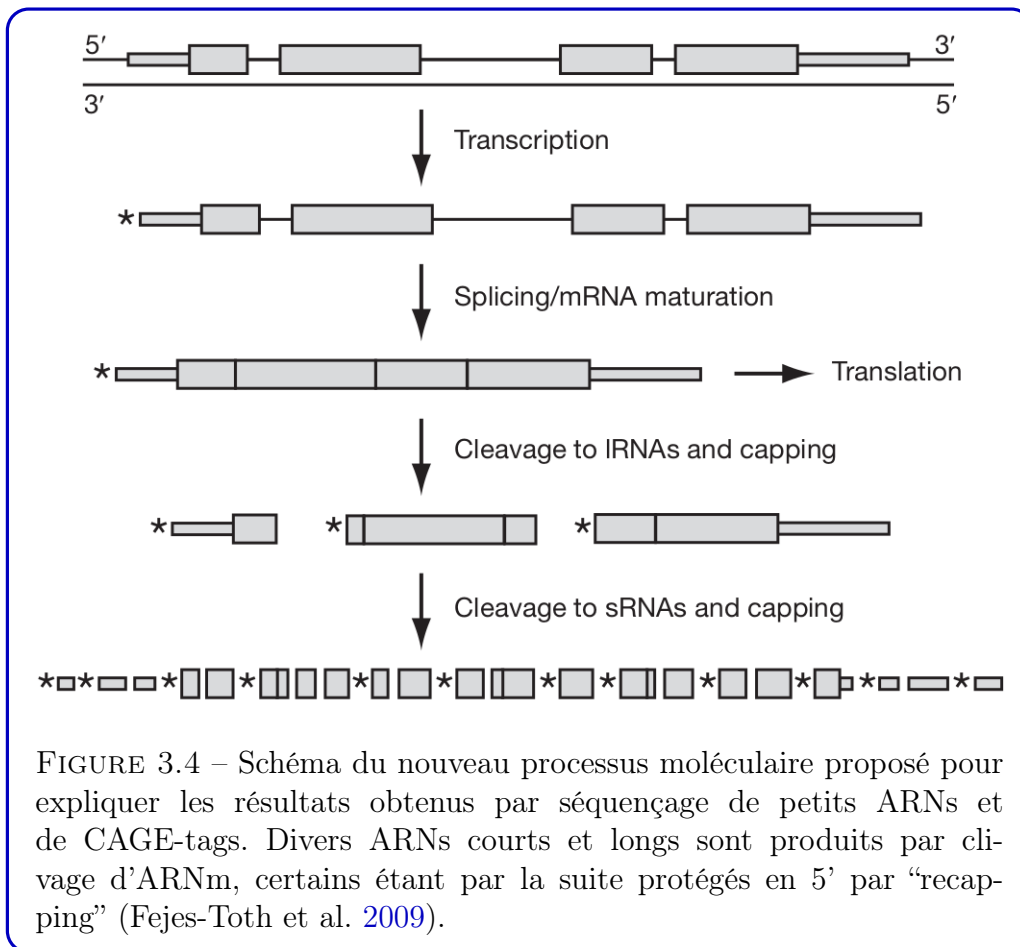 5′ 3′
3′ 5′
Transcription
*
Splicing/mRNA maturation
* Translation
Cleavage to lRNAs and capping
* * *
Cleavage to sRNAs and capping
* * * * * * * * * * * *
FIGURE 3.4 – Schéma du nouveau processus moléculaire proposé pour
expliquer les résultats obtenus par séquençage de petits ARNs et
de CAGE-tags. Divers ARNs courts et longs sont produits par cli-
vage d'ARNm, certains étant par la suite protégés en 5' par “recap-
ping” (Fejes-Toth et al. 2009).